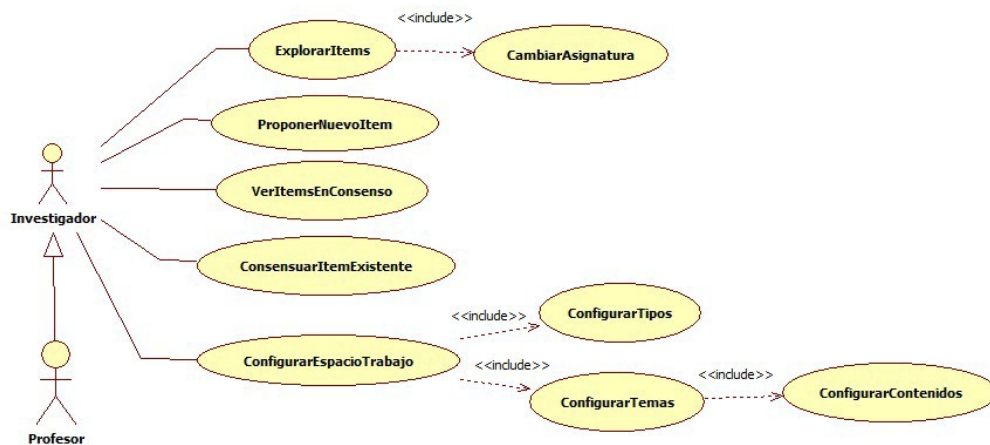 <<include>>
ExplorarItems
CambiarAsignatura
ProponerNuevoItem
VerItemsEnConsenso
Investigador
ConsensuarItemExistente
<<include>>
ConfigurarTipos
ConfigurarEspacioTrabajo
<<include>>
<<include>>
ConfigurarTemas
ConfigurarContenidos
Profesor